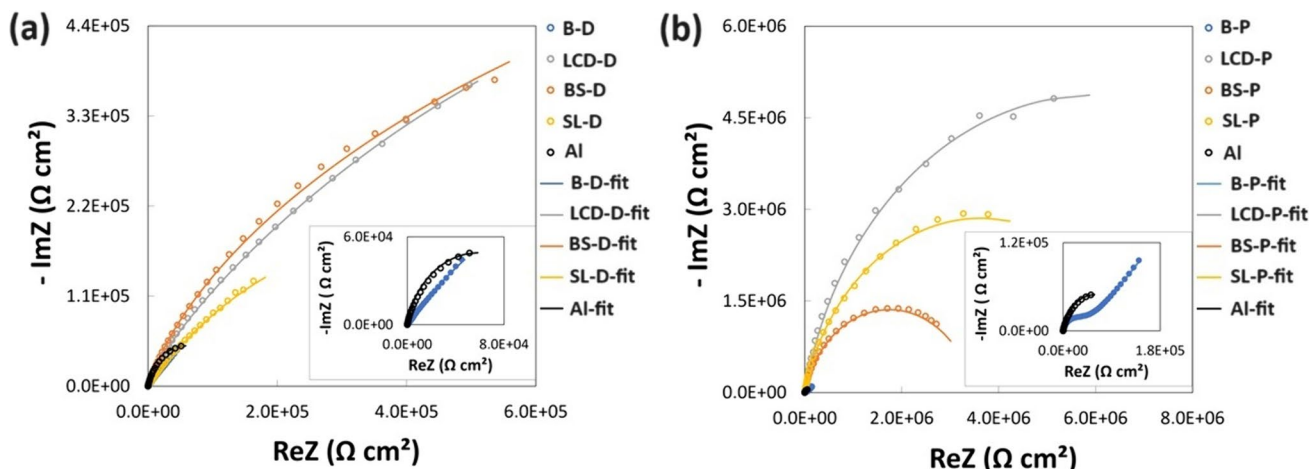 (a)
4.4E+05
3.3E+05
2.2E+05
1.1E+05
0.0E+00
- ImZ (Ω cm²)
0.0E+00 2.0E+05 4.0E+05 6.0E+05
ReZ (Ω cm²)
6.0E+04
0.0E+00
-ImZ (Ω cm²)
0.0E+00 8.0E+04
ReZ (Ω cm²)
B-D
LCD-D
BS-D
SL-D
Al
B-D-fit
LCD-D-fit
BS-D-fit
SL-D-fit
Al-fit
(b)
6.0E+06
4.5E+06
3.0E+06
1.5E+06
0.0E+00
- ImZ (Ω cm²)
0.0E+00 2.0E+06 4.0E+06 6.0E+06 8.0E+06
ReZ (Ω cm²)
1.2E+05
0.0E+00
-ImZ (Ω cm²)
0.0E+00 1.8E+05
ReZ (Ω cm²)
B-P
LCD-P
BS-P
SL-P
Al
B-P-fit
LCD-P-fit
BS-P-fit
SL-P-fit
Al-fit